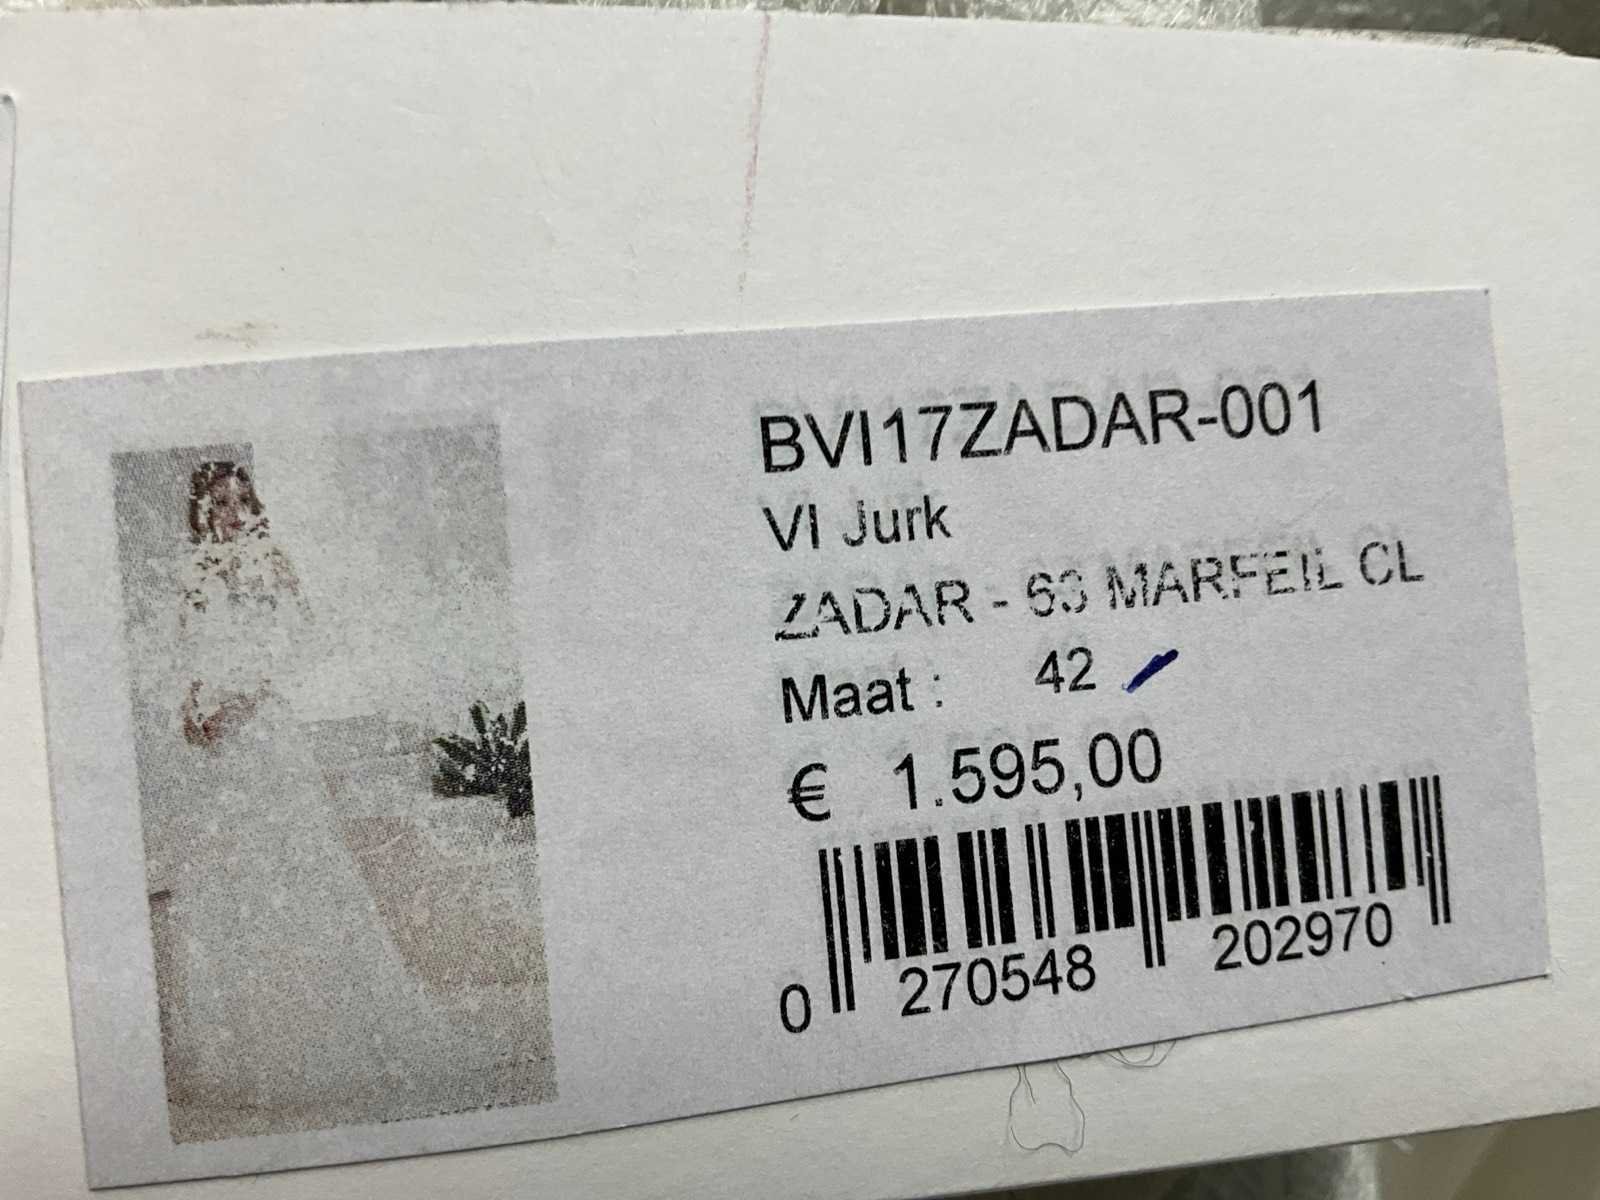 BVI17ZADAR-001
VI Jurk
ZADAR - 63 MARFEIL CL
Maat : 42
€ 1.595,00
0 270548 202970